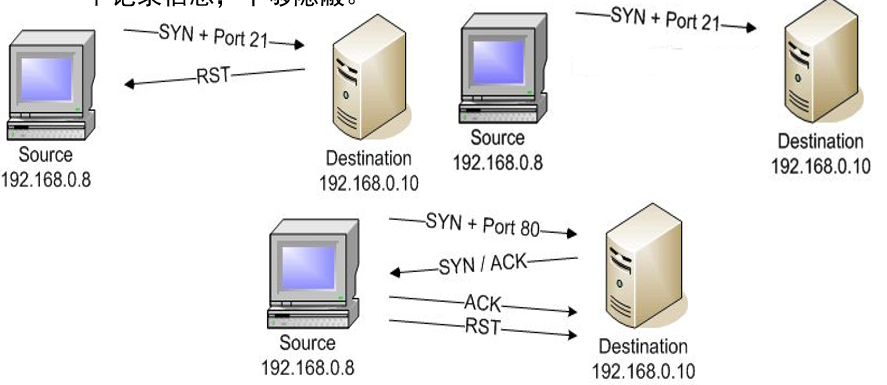 记录信息，不够隐蔽。
SYN + Port 21
RST
Source
192.168.0.8
Destination
192.168.0.10
SYN + Port 21
Source
192.168.0.8
Destination
192.168.0.10
SYN + Port 80
SYN / ACK
ACK
RST
Source
192.168.0.8
Destination
192.168.0.10